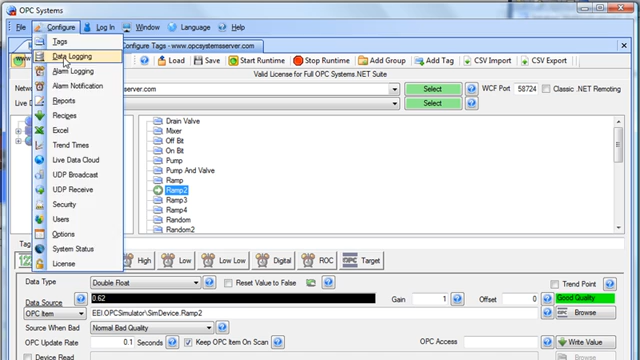 OPC Systems
File Configure Log In Window Language Help
Configure Tags - www.opcsystemsserver.com
Load Save Start Runtime Stop Runtime Add Group Add Tag CSV Import CSV Export
Valid License for Full OPC Systems.NET Suite
server.com Select WCF Port 58724 Classic .NET Remoting
Live D Select
Tags
Data Logging
Alarm Logging
Alarm Notification
Reports
Recipes
Excel
Trend Times
Live Data Cloud
UDP Broadcast
UDP Receive
Security
Users
Options
System Status
License
Drain Valve
Mixer
Off Bit
On Bit
Pump
Pump And Valve
Ramp
Ramp2
Ramp3
Ramp4
Random
Random2
Tag
High Low Low Low Digital ROC OPC Target
Data Type Double Float Reset Value to False Trend Point
Data Source 0.62 Gain 1 Offset 0 Good Quality
OPC Item EEI.OPCSimulator\SimDevice.Ramp2 OPC Browse
Source When Bad Normal Bad Quality
OPC Update Rate 0.1 Seconds Keep OPC Item On Scan OPC Access Write Value
Device Read